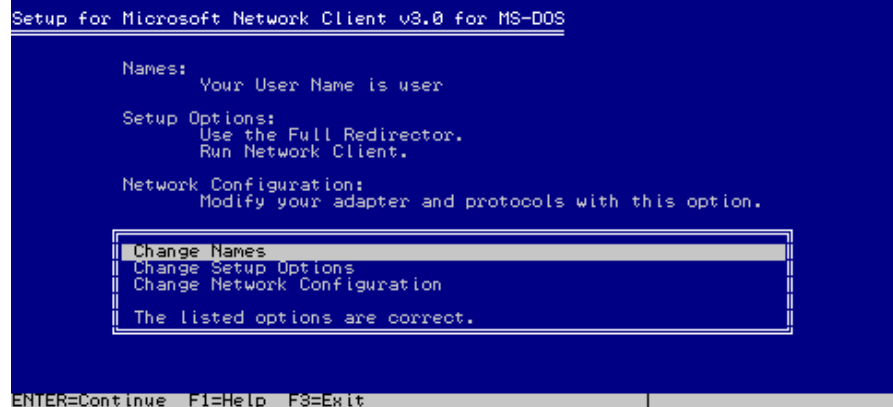 Setup for Microsoft Network Client v3.0 for MS-DOS
Names:
Your User Name is user
Setup Options:
Use the Full Redirector.
Run Network Client.
Network Configuration:
Modify your adapter and protocols with this option.
Change Names
Change Setup Options
Change Network Configuration
The listed options are correct.
ENTER=Continue F1=Help F3=Exit